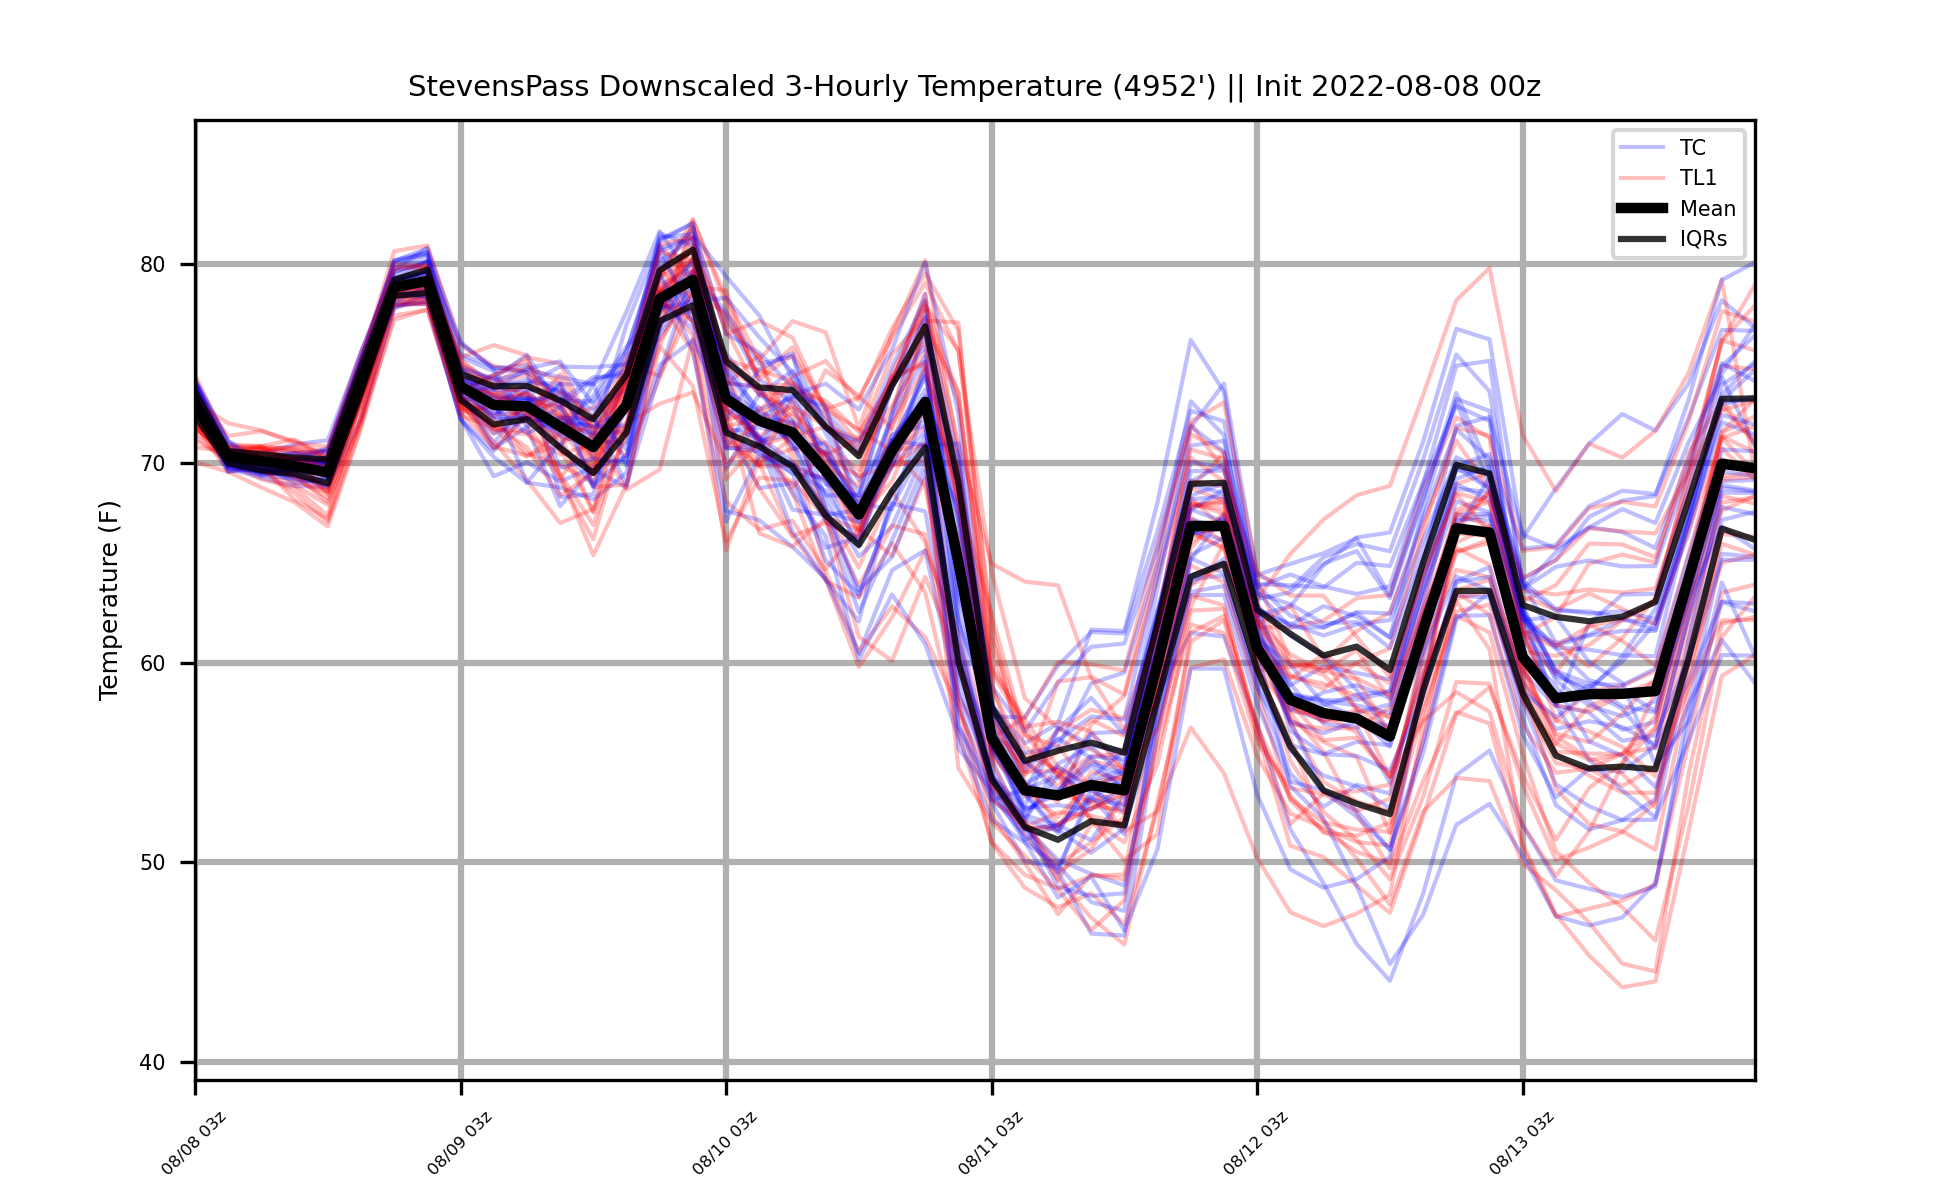 StevensPass Downscaled 3-Hourly Temperature (4952') || Init 2022-08-08 00z
TC
TL1
Mean
IQRs
Temperature (F)
80
70
60
50
40
08/08 03z
08/09 03z
08/10 03z
08/11 03z
08/12 03z
08/13 03z